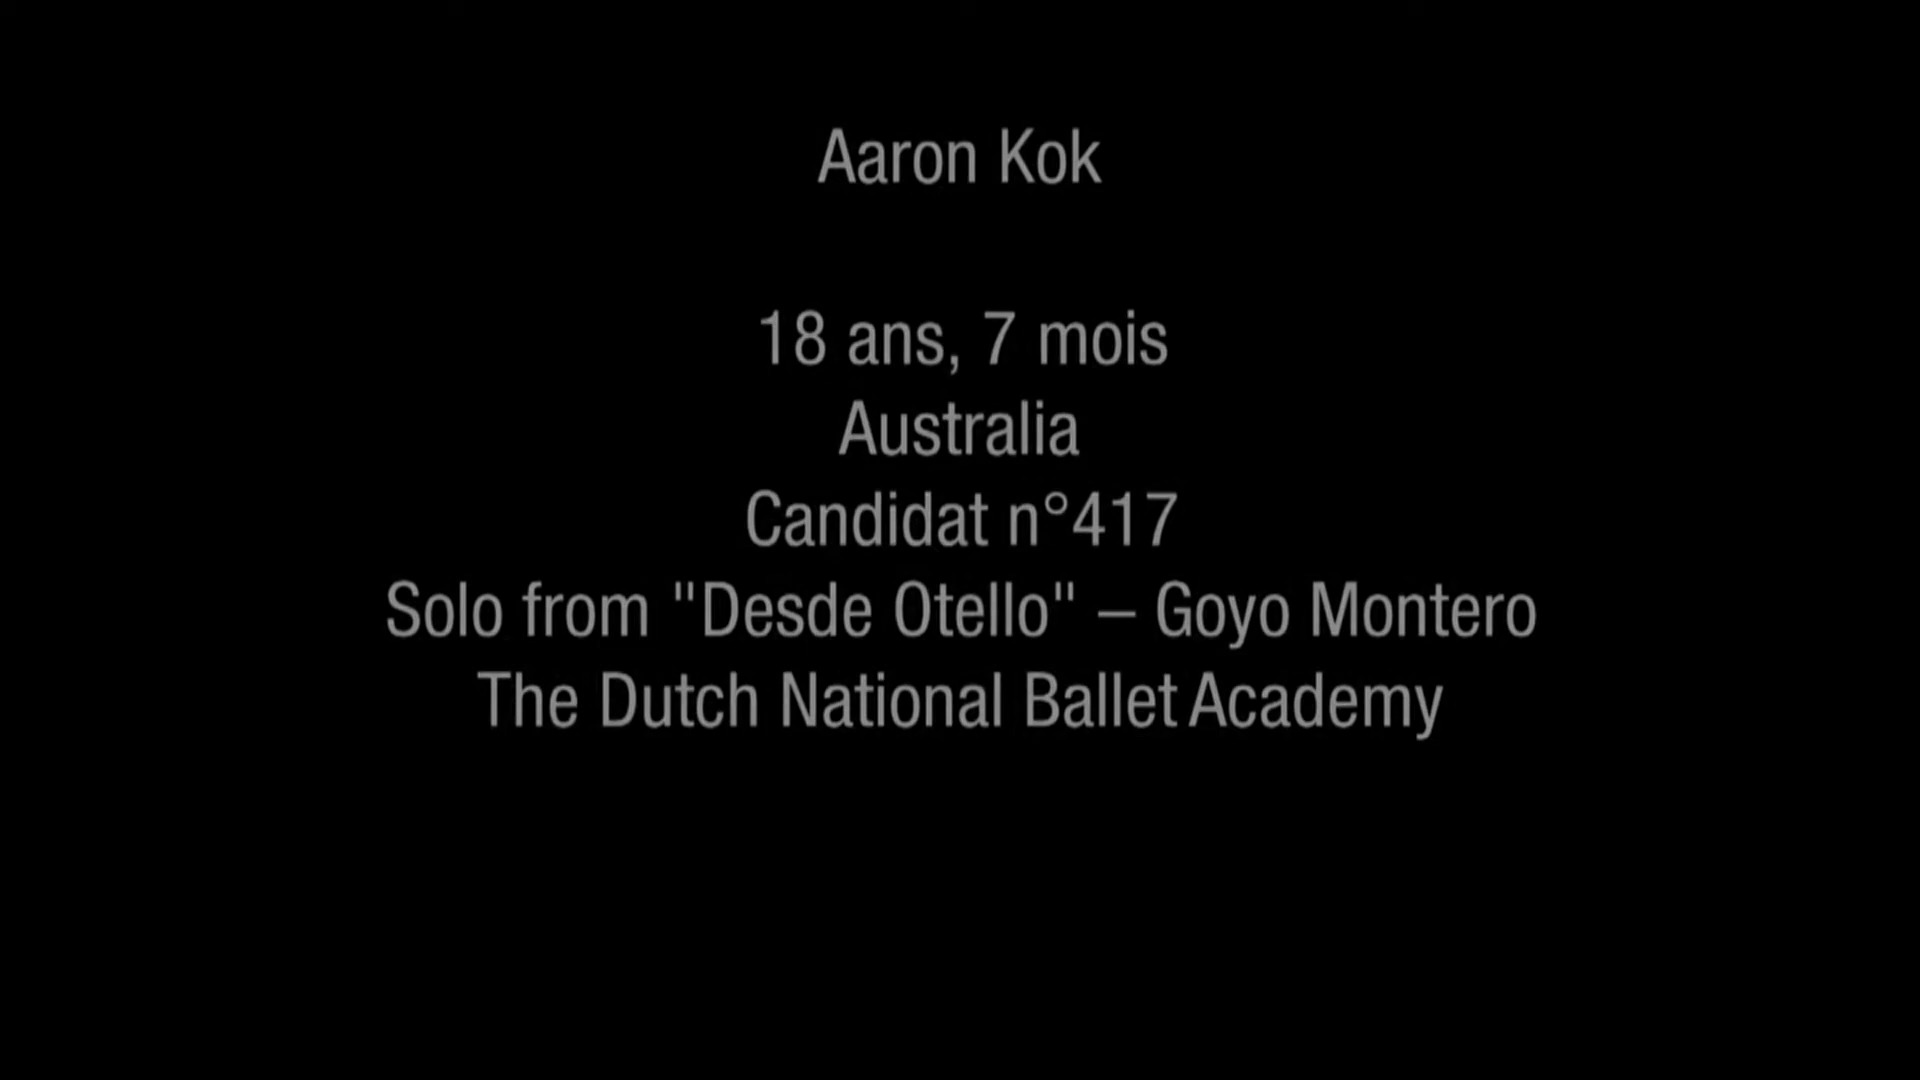 Aaron Kok
18 ans, 7 mois
Australia
Candidat n°417
Solo from "Desde Otello" – Goyo Montero
The Dutch National Ballet Academy